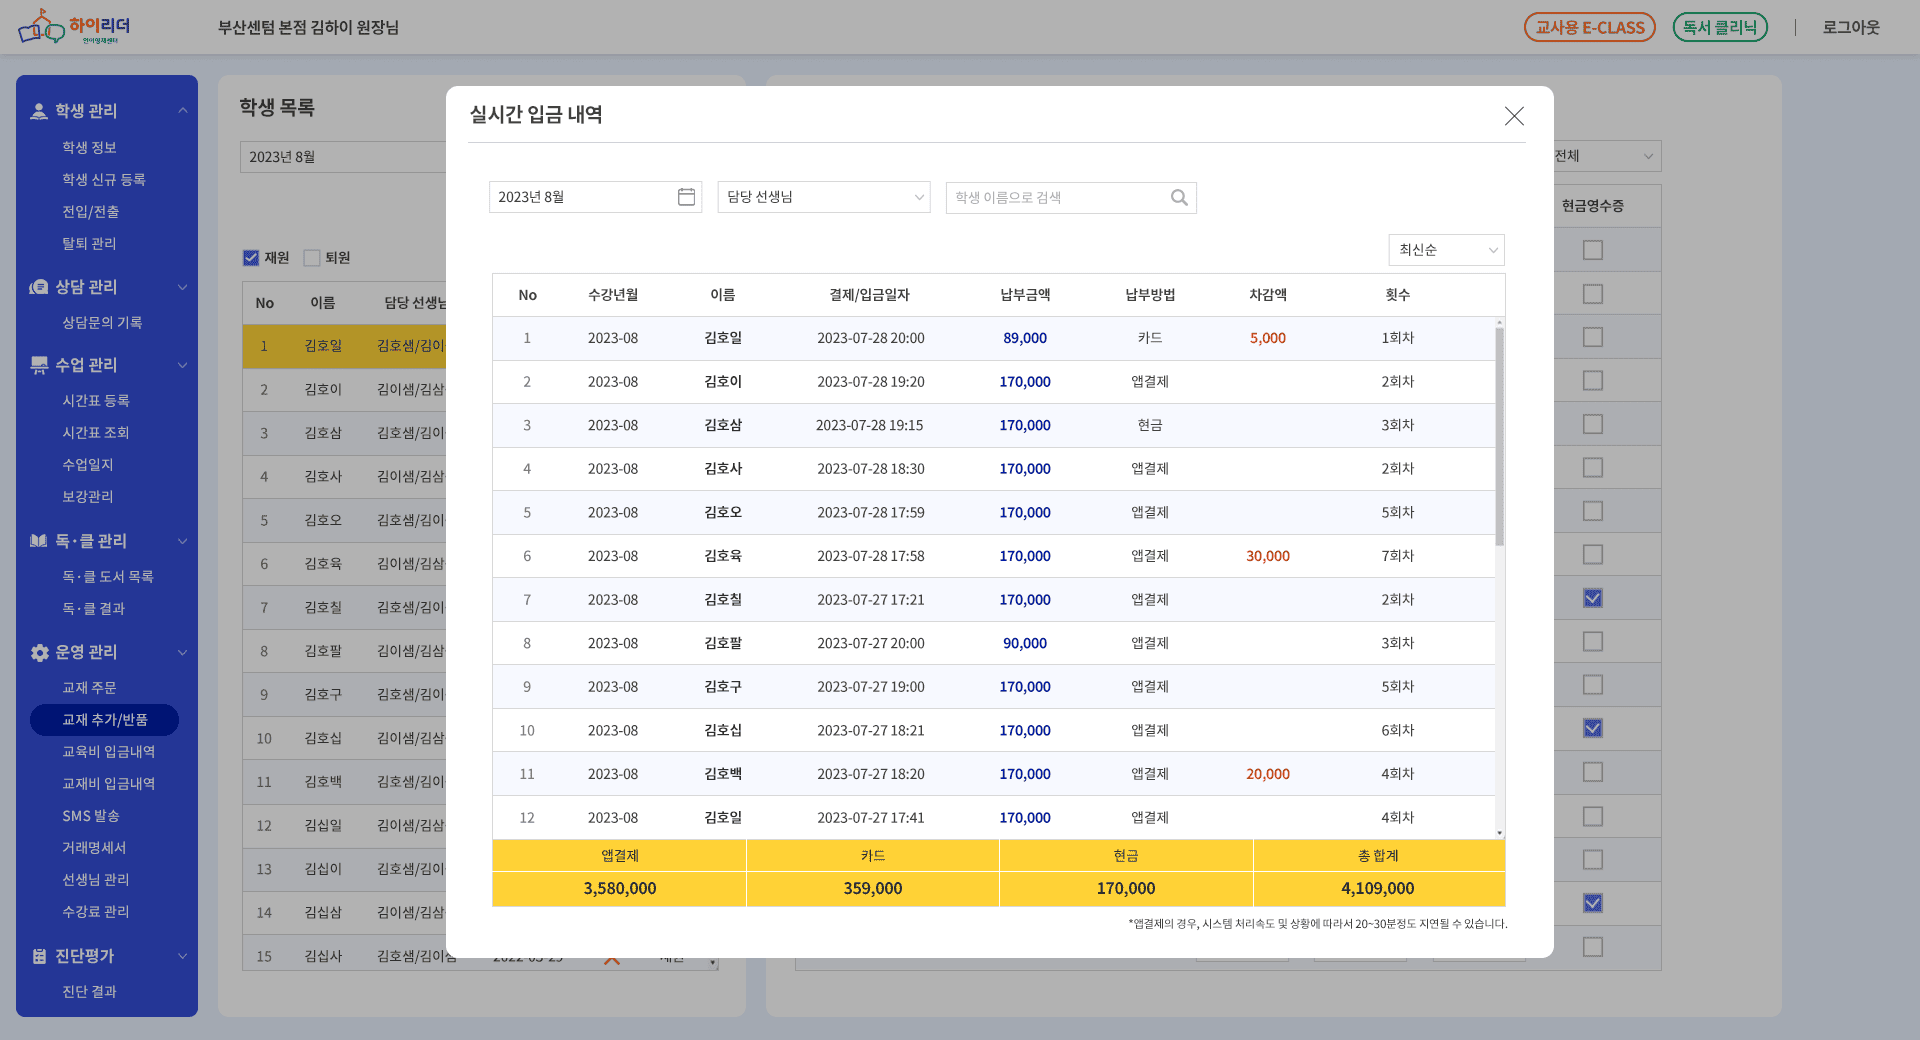 하이리더
언어영재센터
부산센텀 본점 김하이 원장님
교사용 E-CLASS
독서 클리닉
로그아웃
학생 관리
학생 정보
학생 신규 등록
전입/전출
탈퇴 관리
상담 관리
상담문의 기록
수업 관리
시간표 등록
시간표 조회
수업일지
보강관리
독·클 관리
독·클 도서 목록
독·클 결과
운영 관리
교재 주문
교재 추가/반품
교육비 입금내역
교재비 입금내역
SMS 발송
거래명세서
선생님 관리
수강료 관리
진단평가
진단 결과
학생 목록
2023년 8월
재원 퇴원
No 이름 담당 선생님
1 김호일 김호샘/김이
2 김호이 김이샘/김삼
3 김호삼 김호샘/김이
4 김호사 김이샘/김삼
5 김호오 김호샘/김이
6 김호육 김이샘/김삼
7 김호칠 김호샘/김이
8 김호팔 김이샘/김삼
9 김호구 김호샘/김이
10 김호십 김이샘/김삼
11 김호백 김호샘/김이
12 김십일 김이샘/김삼
13 김십이 김호샘/김이
14 김십삼 김이샘/김삼
15 김십사 김호샘/김이샘 2022-03-29 재원
전체
현금영수증
실시간 입금 내역
2023년 8월
담당 선생님
학생 이름으로 검색
최신순
No 수강년월 이름 결제/입금일자 납부금액 납부방법 차감액 횟수
1 2023-08 김호일 2023-07-28 20:00 89,000 카드 5,000 1회차
2 2023-08 김호이 2023-07-28 19:20 170,000 앱결제 2회차
3 2023-08 김호삼 2023-07-28 19:15 170,000 현금 3회차
4 2023-08 김호사 2023-07-28 18:30 170,000 앱결제 2회차
5 2023-08 김호오 2023-07-28 17:59 170,000 앱결제 5회차
6 2023-08 김호육 2023-07-28 17:58 170,000 앱결제 30,000 7회차
7 2023-08 김호칠 2023-07-27 17:21 170,000 앱결제 2회차
8 2023-08 김호팔 2023-07-27 20:00 90,000 앱결제 3회차
9 2023-08 김호구 2023-07-27 19:00 170,000 앱결제 5회차
10 2023-08 김호십 2023-07-27 18:21 170,000 앱결제 6회차
11 2023-08 김호백 2023-07-27 18:20 170,000 앱결제 20,000 4회차
12 2023-08 김호일 2023-07-27 17:41 170,000 앱결제 4회차
앱결제 카드 현금 총 합계
3,580,000 359,000 170,000 4,109,000
*앱결제의 경우, 시스템 처리속도 및 상황에 따라서 20~30분정도 지연될 수 있습니다.